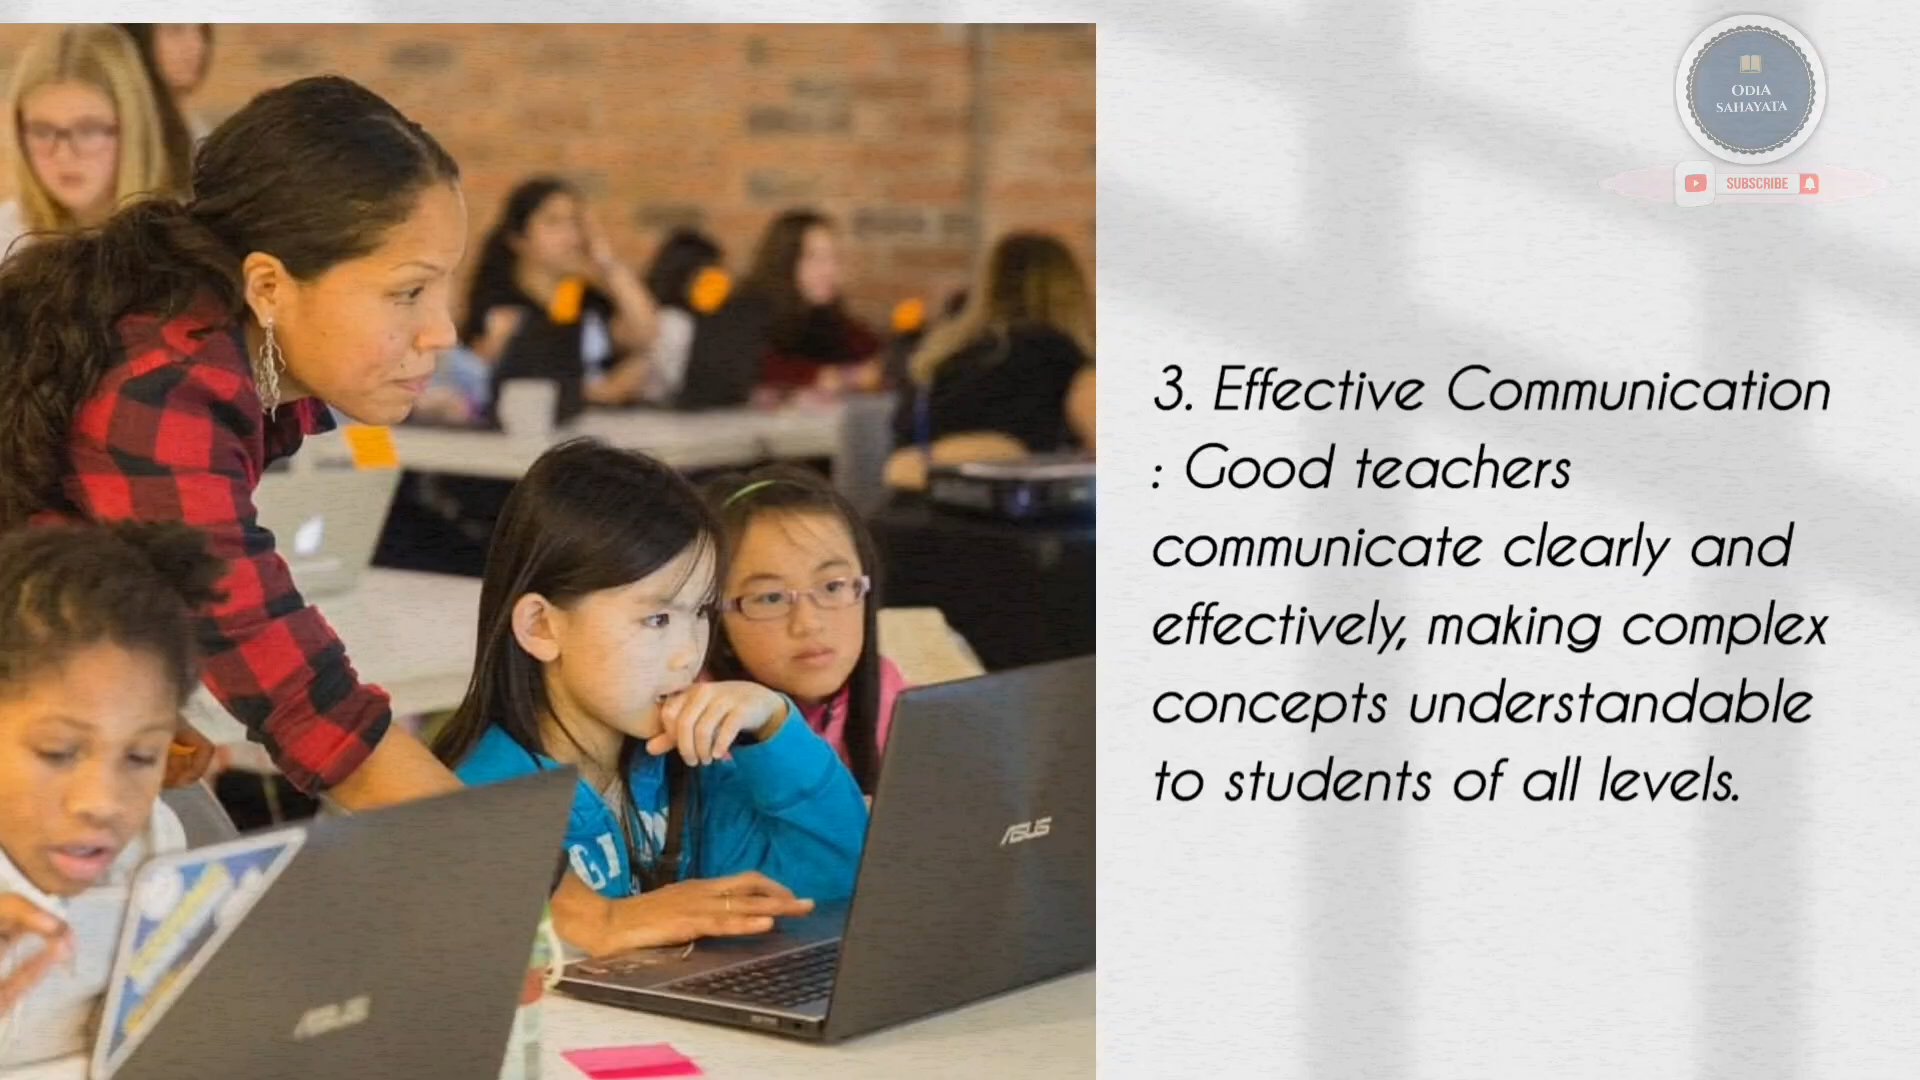 ODIA
SAHAYATA
SUBSCRIBE
3. Effective Communication
: Good teachers
communicate clearly and
effectively, making complex
concepts understandable
to students of all levels.
ASUS
ASUS